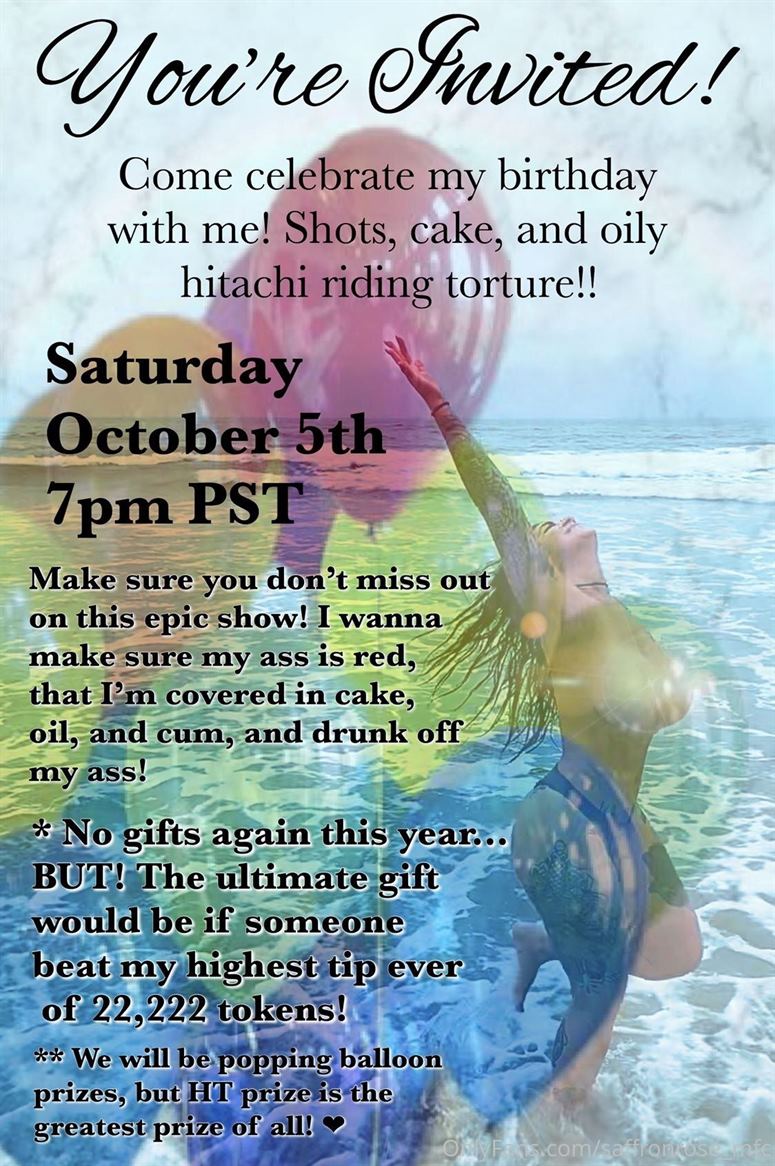 You're Invited!
Come celebrate my birthday
with me! Shots, cake, and oily
hitachi riding torture!!
Saturday
October 5th
7pm PST
Make sure you don't miss out
on this epic show! I wanna
make sure my ass is red,
that I'm covered in cake,
oil, and cum, and drunk off
my ass!
* No gifts again this year...
BUT! The ultimate gift
would be if someone
beat my highest tip ever
of 22,222 tokens!
** We will be popping balloon
prizes, but HT prize is the
greatest prize of all! ❤
OnlyFans.com/saffronrose_mfc